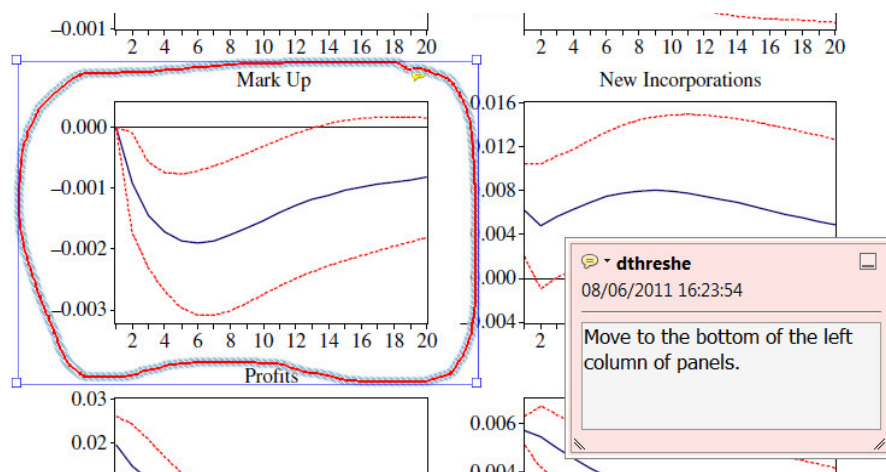 −0.001
2 4 6 8 10 12 14 16 18 20
2 4 6 8 10 12 14 16 18 20
Mark Up
New Incorporations
0.000
−0.001
−0.002
−0.003
2 4 6 8 10 12 14 16 18 20
0.016
0.012
0.008
0.004
0.000
0.004
2
dthreshe
08/06/2011 16:23:54
Move to the bottom of the left
column of panels.
Profits
0.03
0.02
0.006
0.004